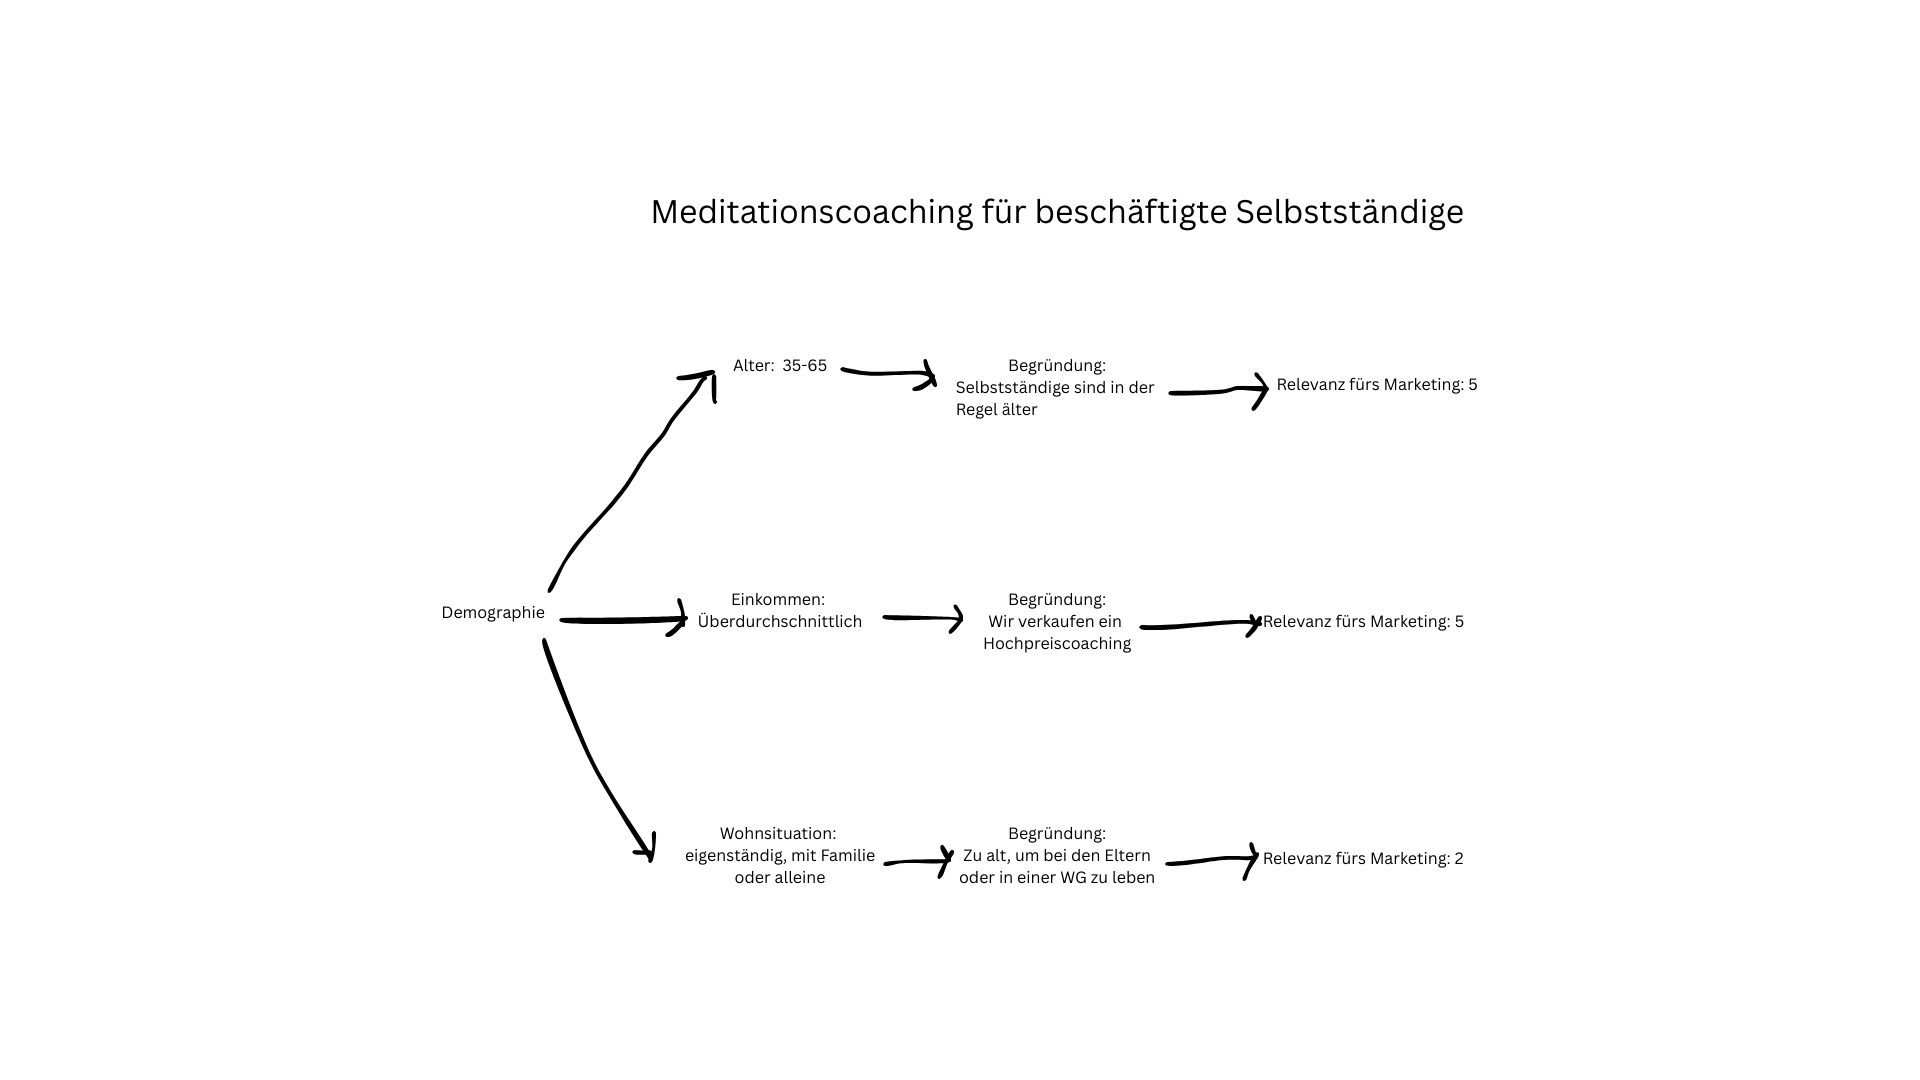 Meditationscoaching für beschäftigte Selbstständige
Alter: 35-65
Begründung:
Selbstständige sind in der
Regel älter
Relevanz fürs Marketing: 5
Demographie
Einkommen:
Überdurchschnittlich
Begründung:
Wir verkaufen ein
Hochpreiscoaching
Relevanz fürs Marketing: 5
Wohnsituation:
eigenständig, mit Familie
oder alleine
Begründung:
Zu alt, um bei den Eltern
oder in einer WG zu leben
Relevanz fürs Marketing: 2